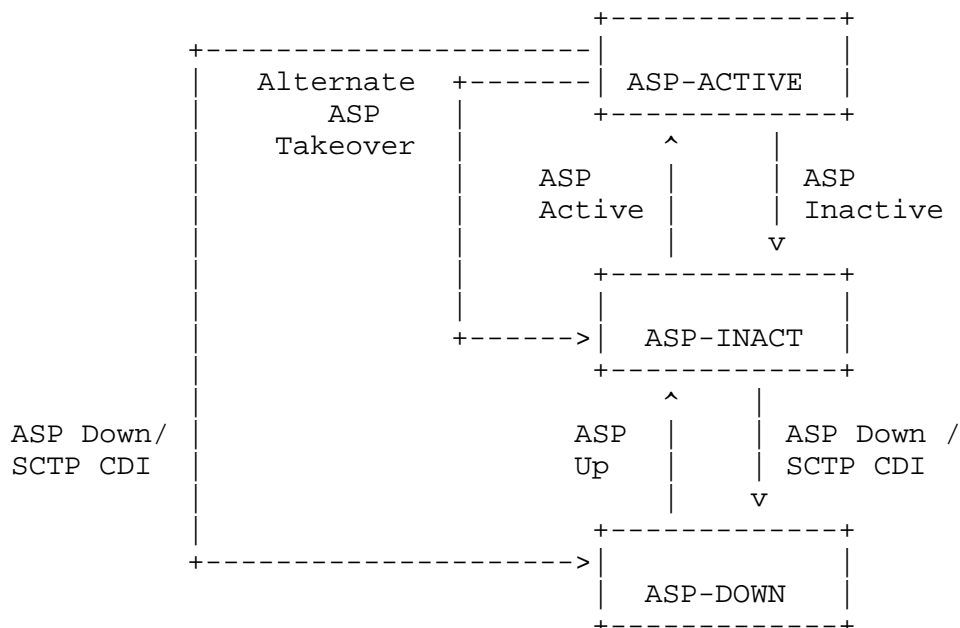 Alternate ASP-ACTIVE
ASP
Takeover
ASP ASP
Active Inactive
ASP-INACT
ASP Down/ ASP ASP Down /
SCTP CDI Up SCTP CDI
ASP-DOWN